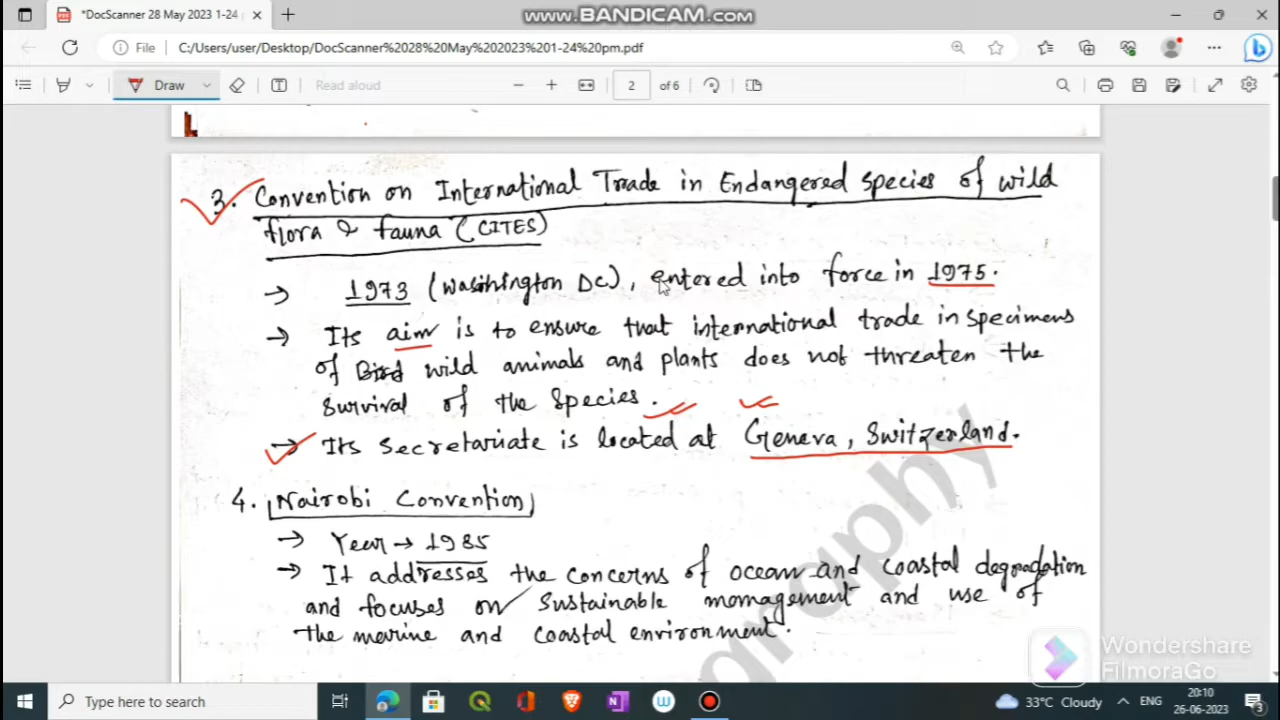 *DocScanner 28 May 2023 1-24
www.BANDICAM.com
File
C:/Users/user/Desktop/DocScanner%2028%20May%202023%201-24%20pm.pdf
Draw
Read aloud
2 of 6
3. Convention on International Trade in Endangered species of wild
flora & fauna (CITES)
→ 1973 (Washington DC), entered into force in 1975.
→ Its aim is to ensure that international trade in specimens
of wild animals and plants does not threaten the
survival of the species.
→ Its secretariate is located at Geneva, Switzerland.
4. Nairobi Convention
→ Year → 1985
→ It addresses the concerns of ocean and coastal degradation
and focuses on sustainable momagement and use of
the marine and coastal environment.
graphy
Wondershare
FilmoraGo
Type here to search
33°C Cloudy
ENG
20:10
26-06-2023
3